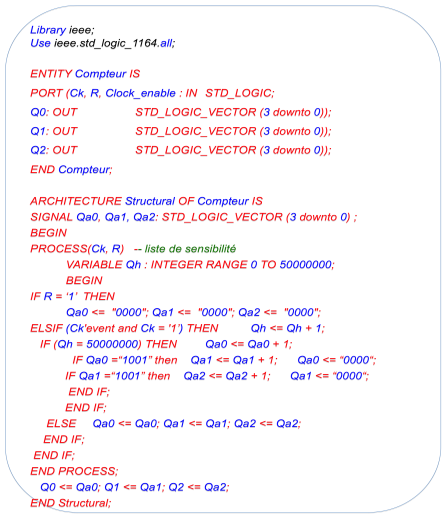 Library ieee;
Use ieee.std_logic_1164.all;
ENTITY Compteur IS
PORT (Ck, R, Clock_enable : IN STD_LOGIC;
Q0: OUT STD_LOGIC_VECTOR (3 downto 0));
Q1: OUT STD_LOGIC_VECTOR (3 downto 0));
Q2: OUT STD_LOGIC_VECTOR (3 downto 0));
END Compteur;
ARCHITECTURE Structural OF Compteur IS
SIGNAL Qa0, Qa1, Qa2: STD_LOGIC_VECTOR (3 downto 0) ;
BEGIN
PROCESS(Ck, R) -- liste de sensibilité
VARIABLE Qh : INTEGER RANGE 0 TO 50000000;
BEGIN
IF R = ‘1’ THEN
Qa0 <= "0000"; Qa1 <= "0000"; Qa2 <= "0000";
ELSIF (Ck'event and Ck = '1') THEN Qh <= Qh + 1;
IF (Qh = 50000000) THEN Qa0 <= Qa0 + 1;
IF Qa0 =“1001” then Qa1 <= Qa1 + 1; Qa0 <=“0000”;
IF Qa1 =“1001” then Qa2 <= Qa2 + 1; Qa1 <=“0000”;
END IF;
END IF;
ELSE Qa0 <= Qa0; Qa1 <= Qa1; Qa2 <= Qa2;
END IF;
END IF;
END PROCESS;
Q0 <= Qa0; Q1 <= Qa1; Q2 <= Qa2;
END Structural;